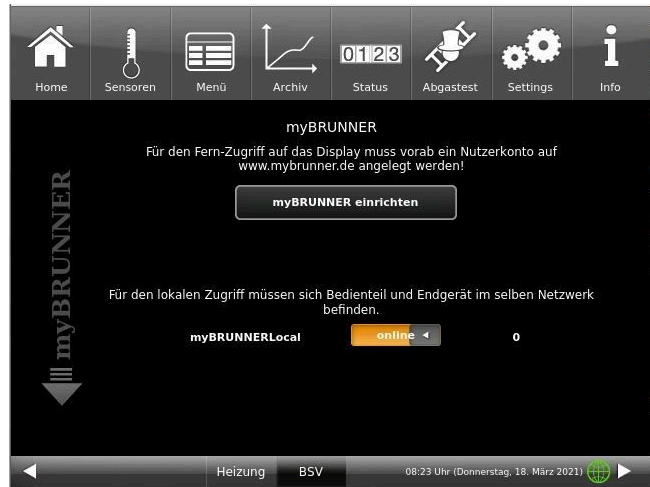 Home
Sensoren
Menü
Archiv
0123
Status
Abgastest
Settings
i
Info
myBRUNNER
Für den Fern-Zugriff auf das Display muss vorab ein Nutzerkonto auf
www.mybrunner.de angelegt werden!
myBRUNNER einrichten
myBRUNNER
Für den lokalen Zugriff müssen sich Bedienteil und Endgerät im selben Netzwerk
befinden.
myBRUNNERLocal online 0
Heizung BSV 08:23 Uhr (Donnerstag, 18. März 2021)